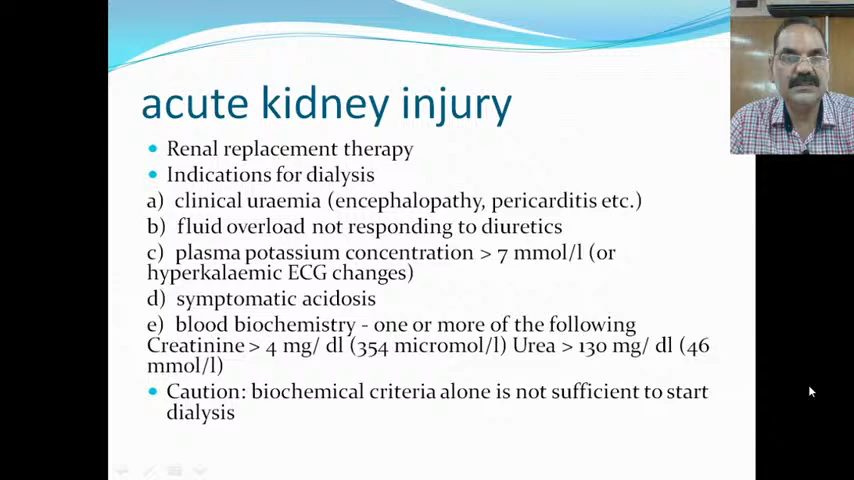 acute kidney injury
Renal replacement therapy
Indications for dialysis
a) clinical uraemia (encephalopathy, pericarditis etc.)
b) fluid overload not responding to diuretics
c) plasma potassium concentration > 7 mmol/l (or
hyperkalaemic ECG changes)
d) symptomatic acidosis
e) blood biochemistry - one or more of the following
Creatinine > 4 mg/ dl (354 micromol/l) Urea > 130 mg/ dl (46
mmol/l)
Caution: biochemical criteria alone is not sufficient to start
dialysis